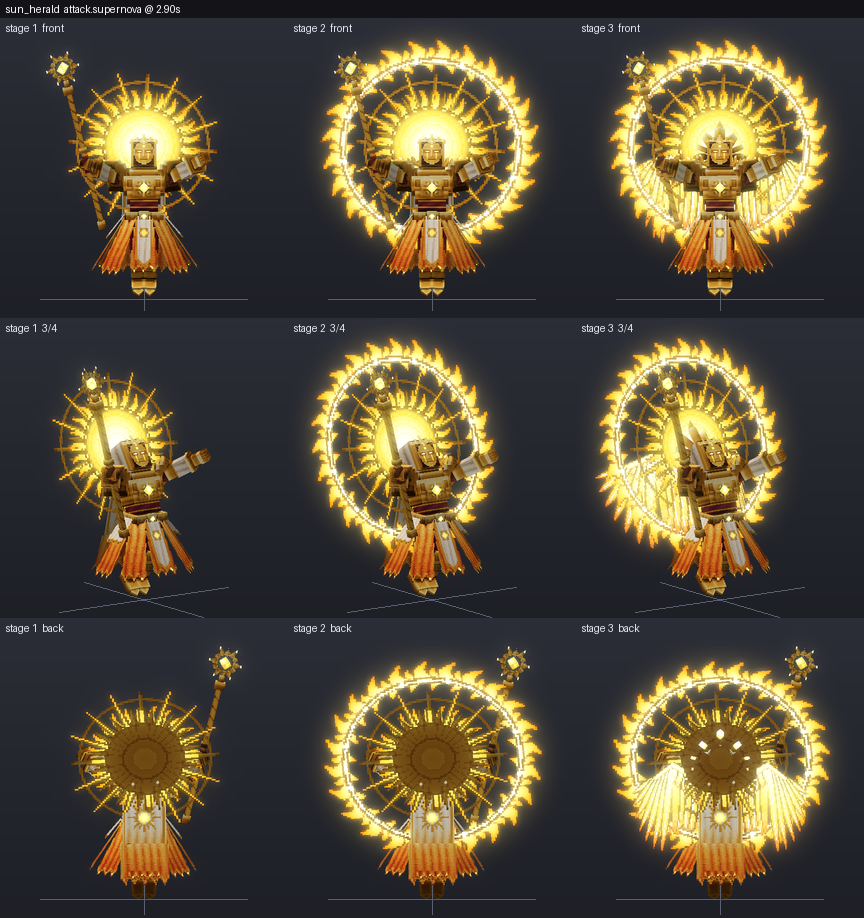 sun_herald attack.supernova @ 2.90s
stage 1 front
stage 2 front
stage 3 front
stage 1 3/4
stage 2 3/4
stage 3 3/4
stage 1 back
stage 2 back
stage 3 back